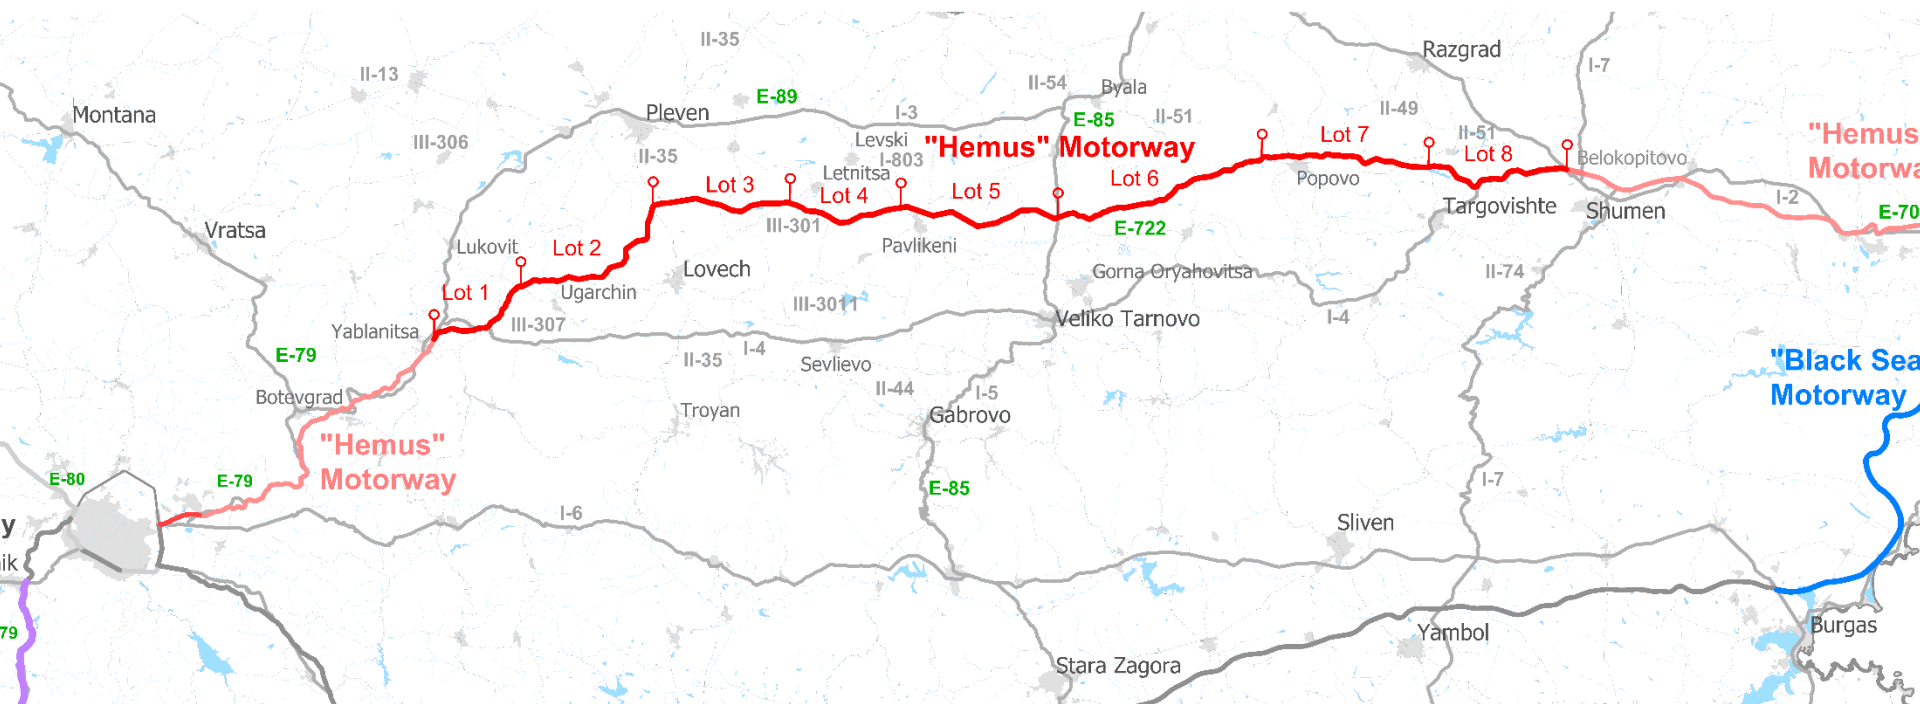 II-35
Razgrad
I-7
II-13
II-54
Byala
Montana
Pleven
E-89
I-3
E-85
II-51
II-49
III-306
Levski
"Hemus" Motorway
Lot 7
II-51
"Hemus
Motorwa
II-35
I-803
Lot 8
Belokopitovo
Letnitsa
Lot 6
Popovo
Lot 3
Lot 4
Lot 5
I-2
Targovishte
Shumen
E-70
III-301
E-722
Vratsa
Lukovit
Lot 2
Pavlikeni
Lovech
Gorna Oryahovitsa
II-74
Lot 1
Ugarchin
III-3011
Yablanitsa
III-307
Veliko Tarnovo
I-4
E-79
II-35
I-4
Sevlievo
"Black Sea
Motorway
Botevgrad
II-44
I-5
Troyan
Gabrovo
"Hemus"
Motorway
E-80
E-79
E-85
I-7
y
I-6
Sliven
nik
79
Yambol
Burgas
Stara Zagora